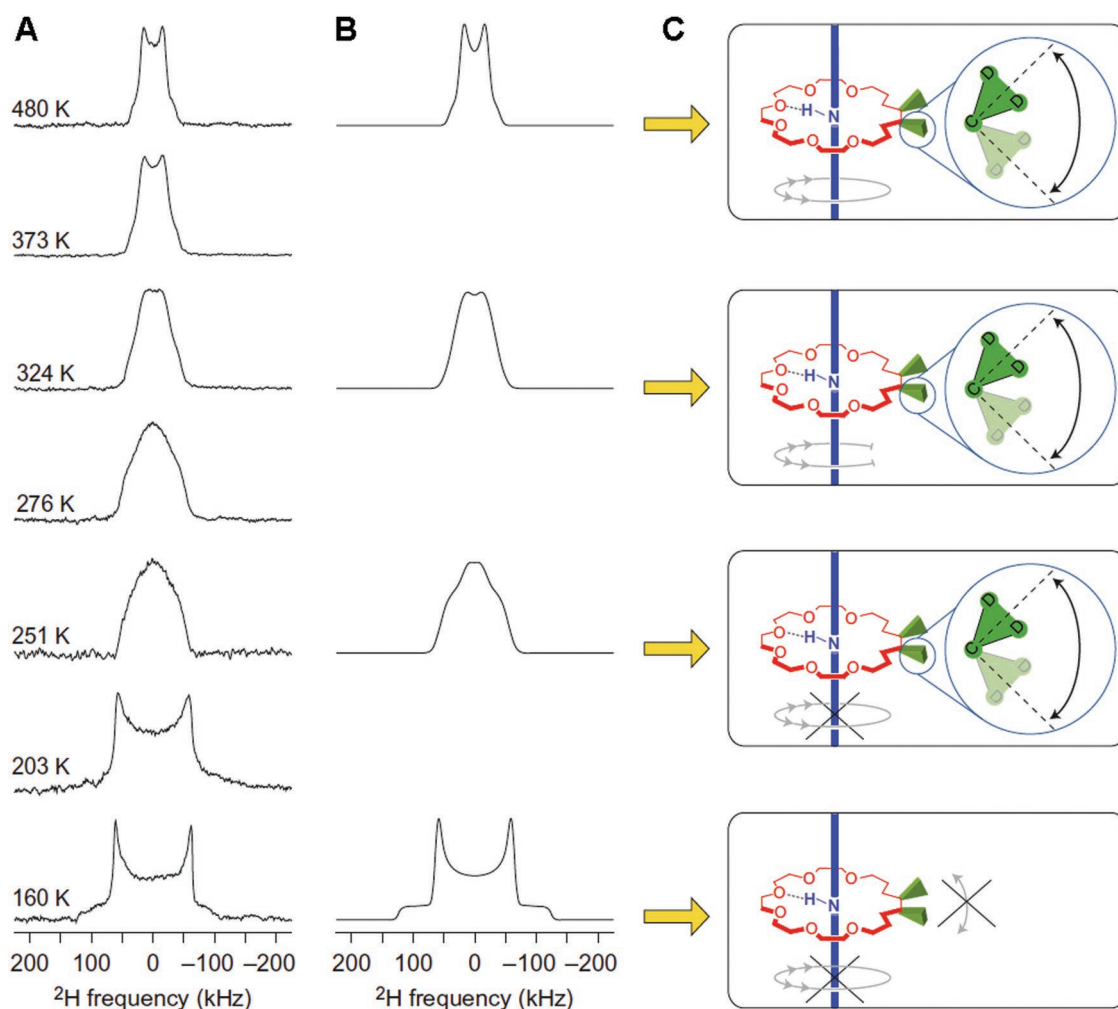 A
B
C
480 K
373 K
324 K
276 K
251 K
203 K
160 K
200 100 0 −100 −200
²H frequency (kHz)
200 100 0 −100 −200
²H frequency (kHz)
O O
O H N
O O O
C D D
D D
O O
O H N
O O O
C D D
D D
O O
O H N
O O O
C D D
D D
O O
O H N
O O O